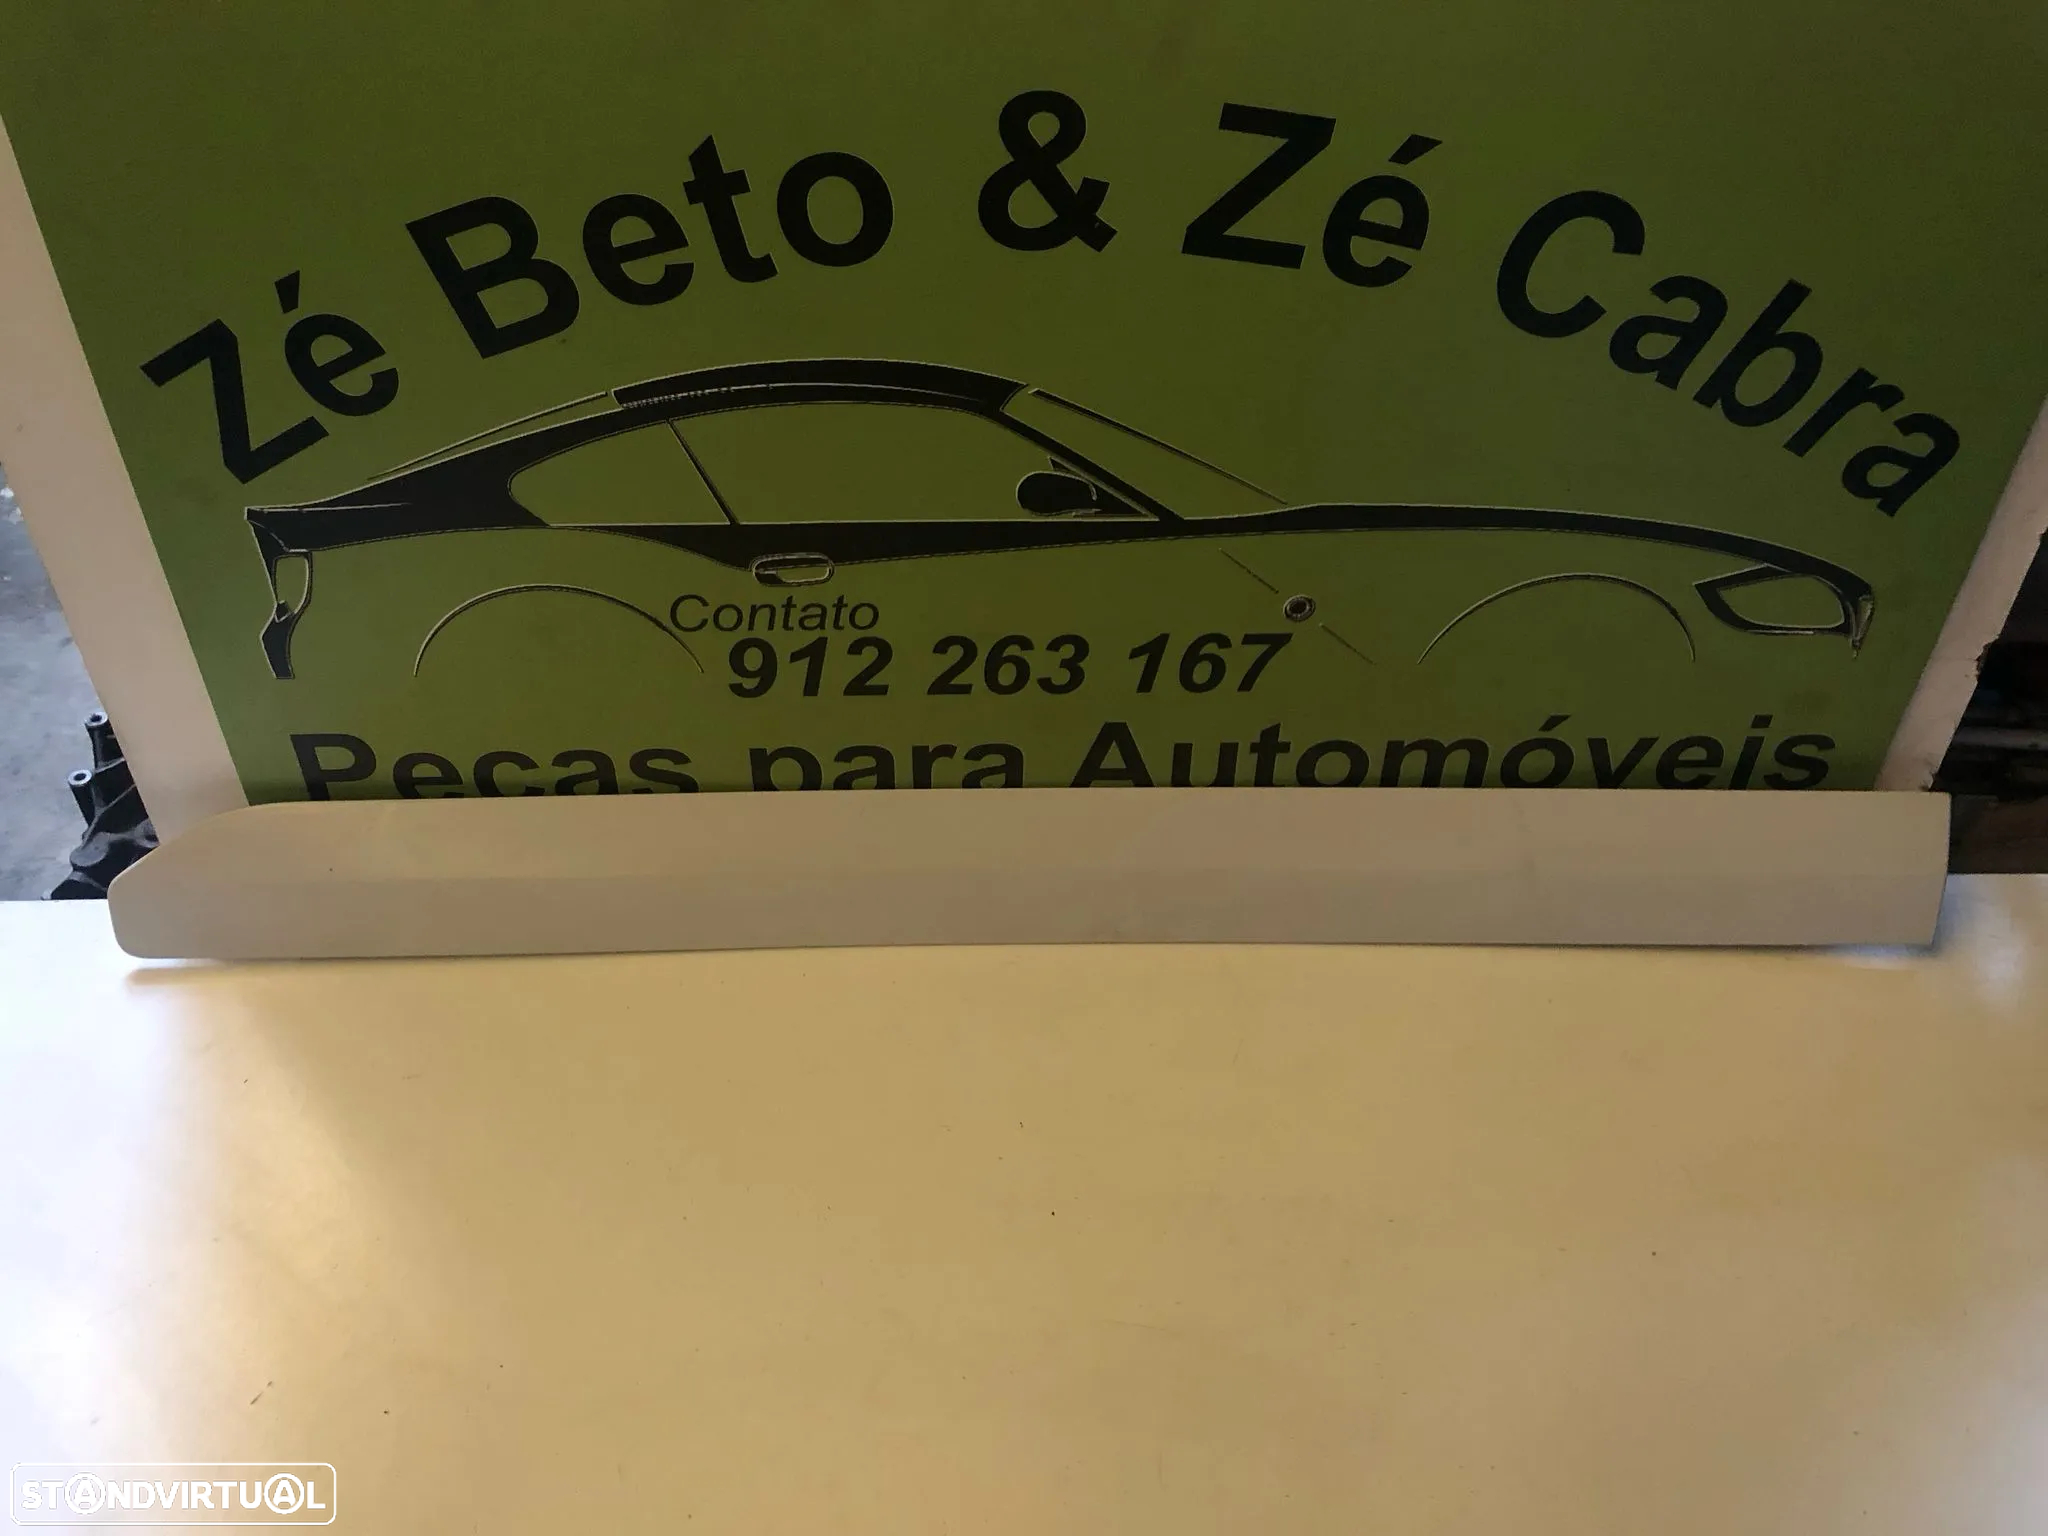 Zé Beto & Zé Cabra
Contato
912 263 167
Peças para Automóveis
STANDVIRTUAL